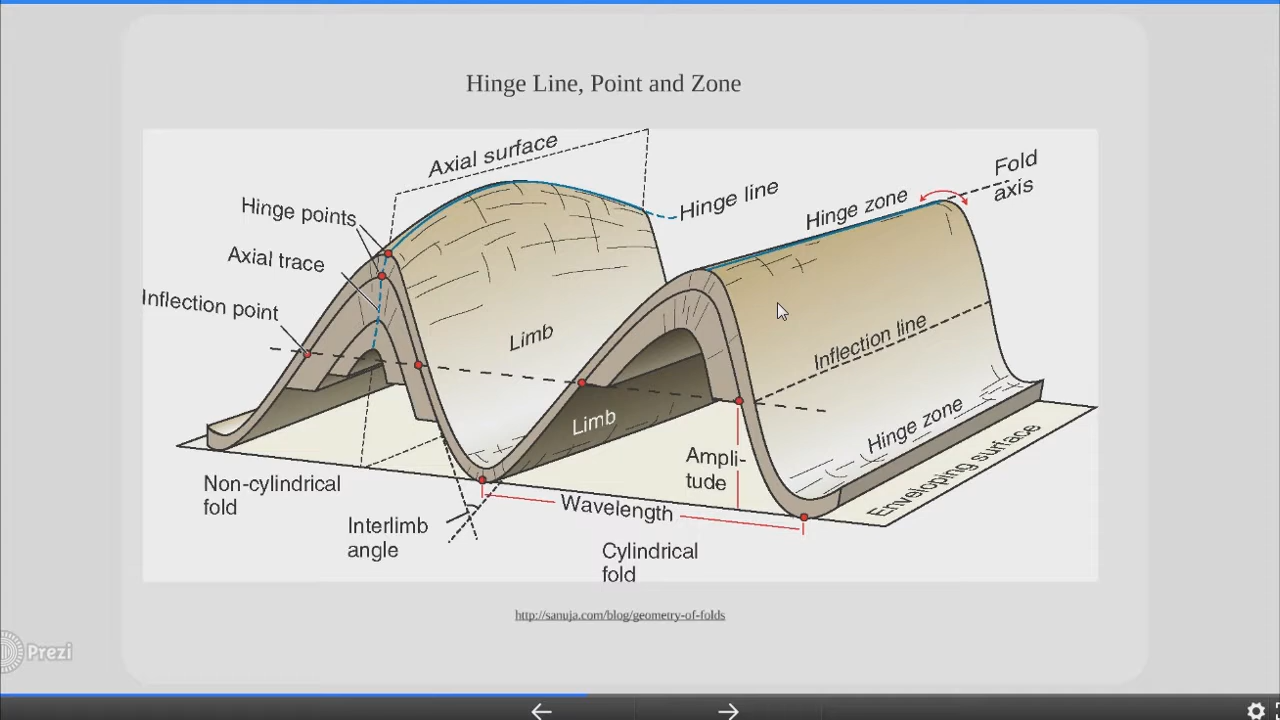 Hinge Line, Point and Zone
Axial surface
Hinge points
Hinge line
Hinge zone
Fold
axis
Axial trace
Inflection point
Limb
Inflection line
Limb
Hinge zone
Ampli-
tude
Enveloping surface
Non-cylindrical
fold
Wavelength
Interlimb
angle
Cylindrical
fold
http://sanuja.com/blog/geometry-of-folds
Prezi